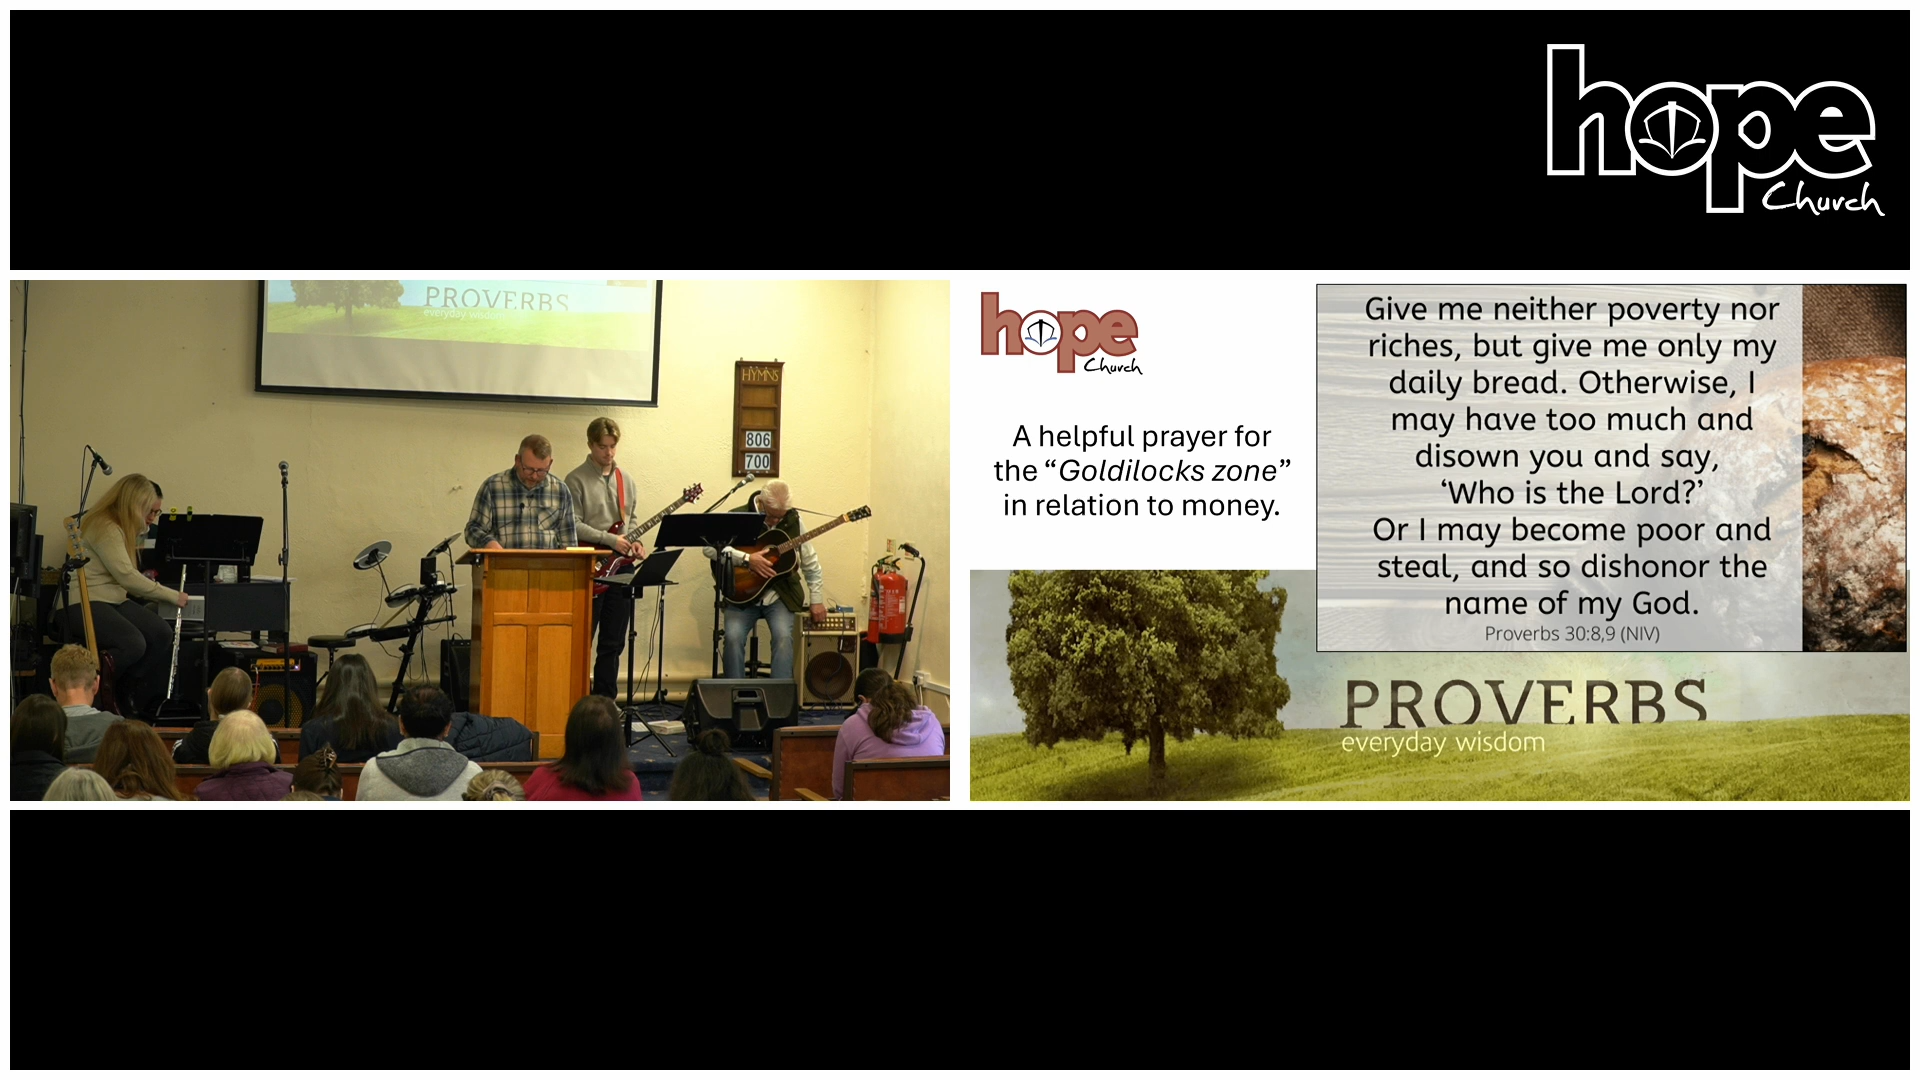 hope
Church
PROVERBS
everyday wisdom
HYMNS
806
700
hope
Church
A helpful prayer for
the “Goldilocks zone”
in relation to money.
Give me neither poverty nor
riches, but give me only my
daily bread. Otherwise, I
may have too much and
disown you and say,
‘Who is the Lord?’
Or I may become poor and
steal, and so dishonor the
name of my God.
Proverbs 30:8,9 (NIV)
PROVERBS
everyday wisdom